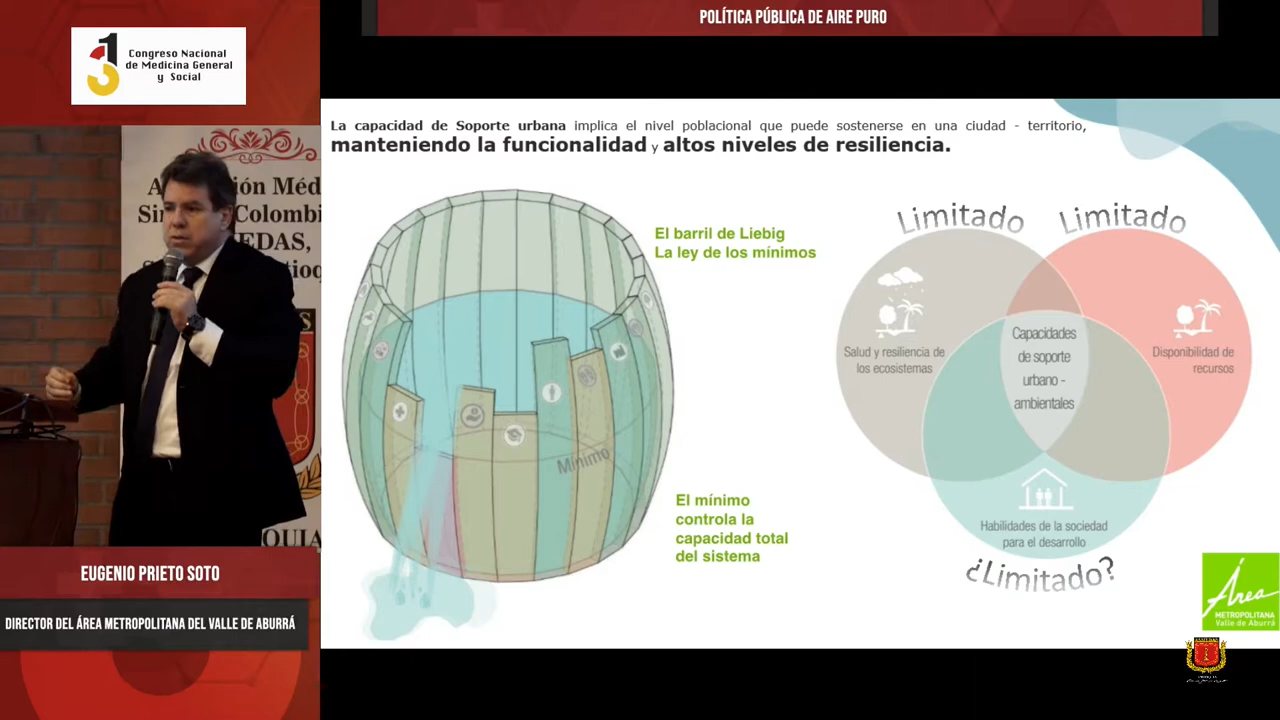 POLÍTICA PÚBLICA DE AIRE PURO
Congreso Nacional
de Medicina General
y Social
La capacidad de Soporte urbana implica el nivel poblacional que puede sostenerse en una ciudad - territorio,
manteniendo la funcionalidad y altos niveles de resiliencia.
El barril de Liebig
La ley de los mínimos
Mínimo
El mínimo
controla la
capacidad total
del sistema
Limitado
Limitado
Salud y resiliencia de
los ecosistemas
Capacidades
de soporte
urbano -
ambientales
Disponibilidad de
recursos
Habilidades de la sociedad
para el desarrollo
¿Limitado?
Área
METROPOLITANA
Valle de Aburrá
EUGENIO PRIETO SOTO
DIRECTOR DEL ÁREA METROPOLITANA DEL VALLE DE ABURRÁ